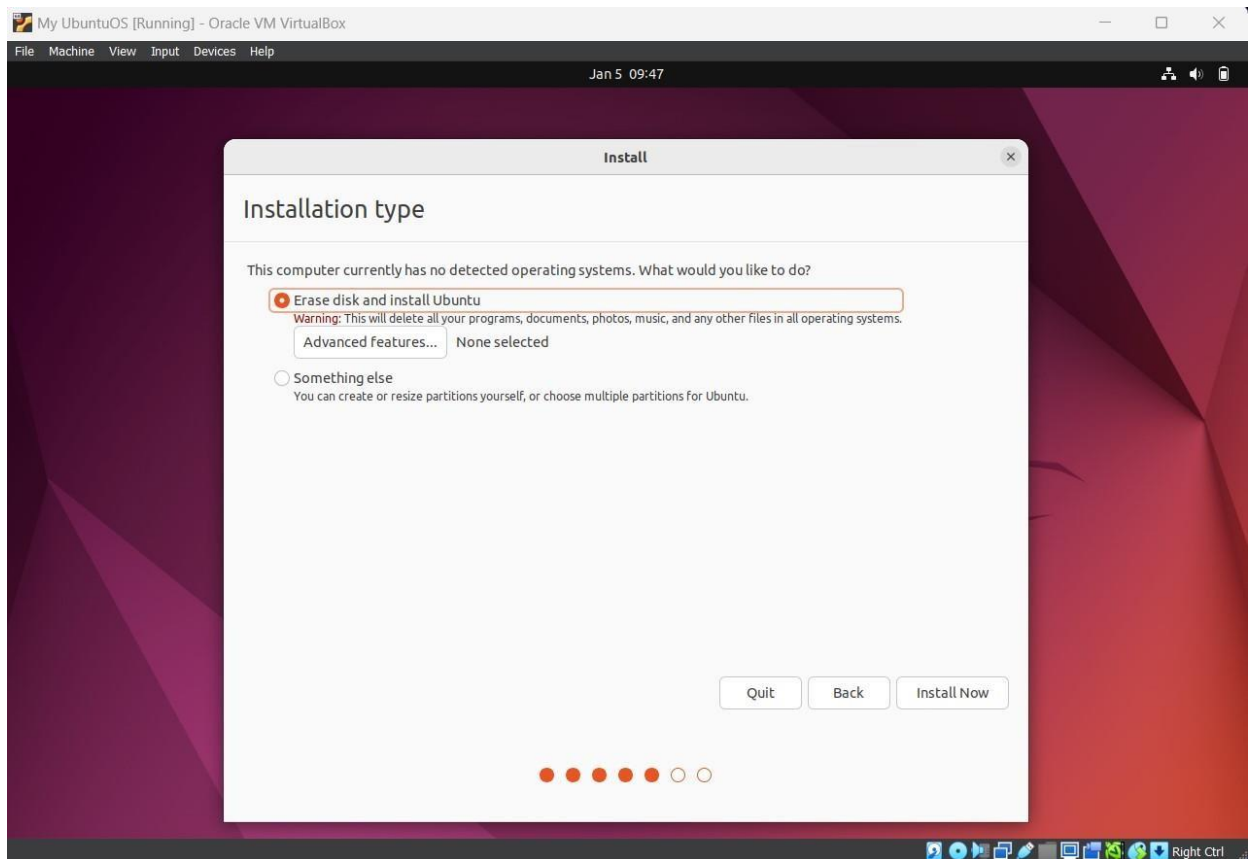 My UbuntuOS [Running] - Oracle VM VirtualBox
File Machine View Input Devices Help
Jan 5 09:47
Install
Installation type
This computer currently has no detected operating systems. What would you like to do?
Erase disk and install Ubuntu
Warning: This will delete all your programs, documents, photos, music, and any other files in all operating systems.
Advanced features... None selected
Something else
You can create or resize partitions yourself, or choose multiple partitions for Ubuntu.
Quit Back Install Now
Right Ctrl